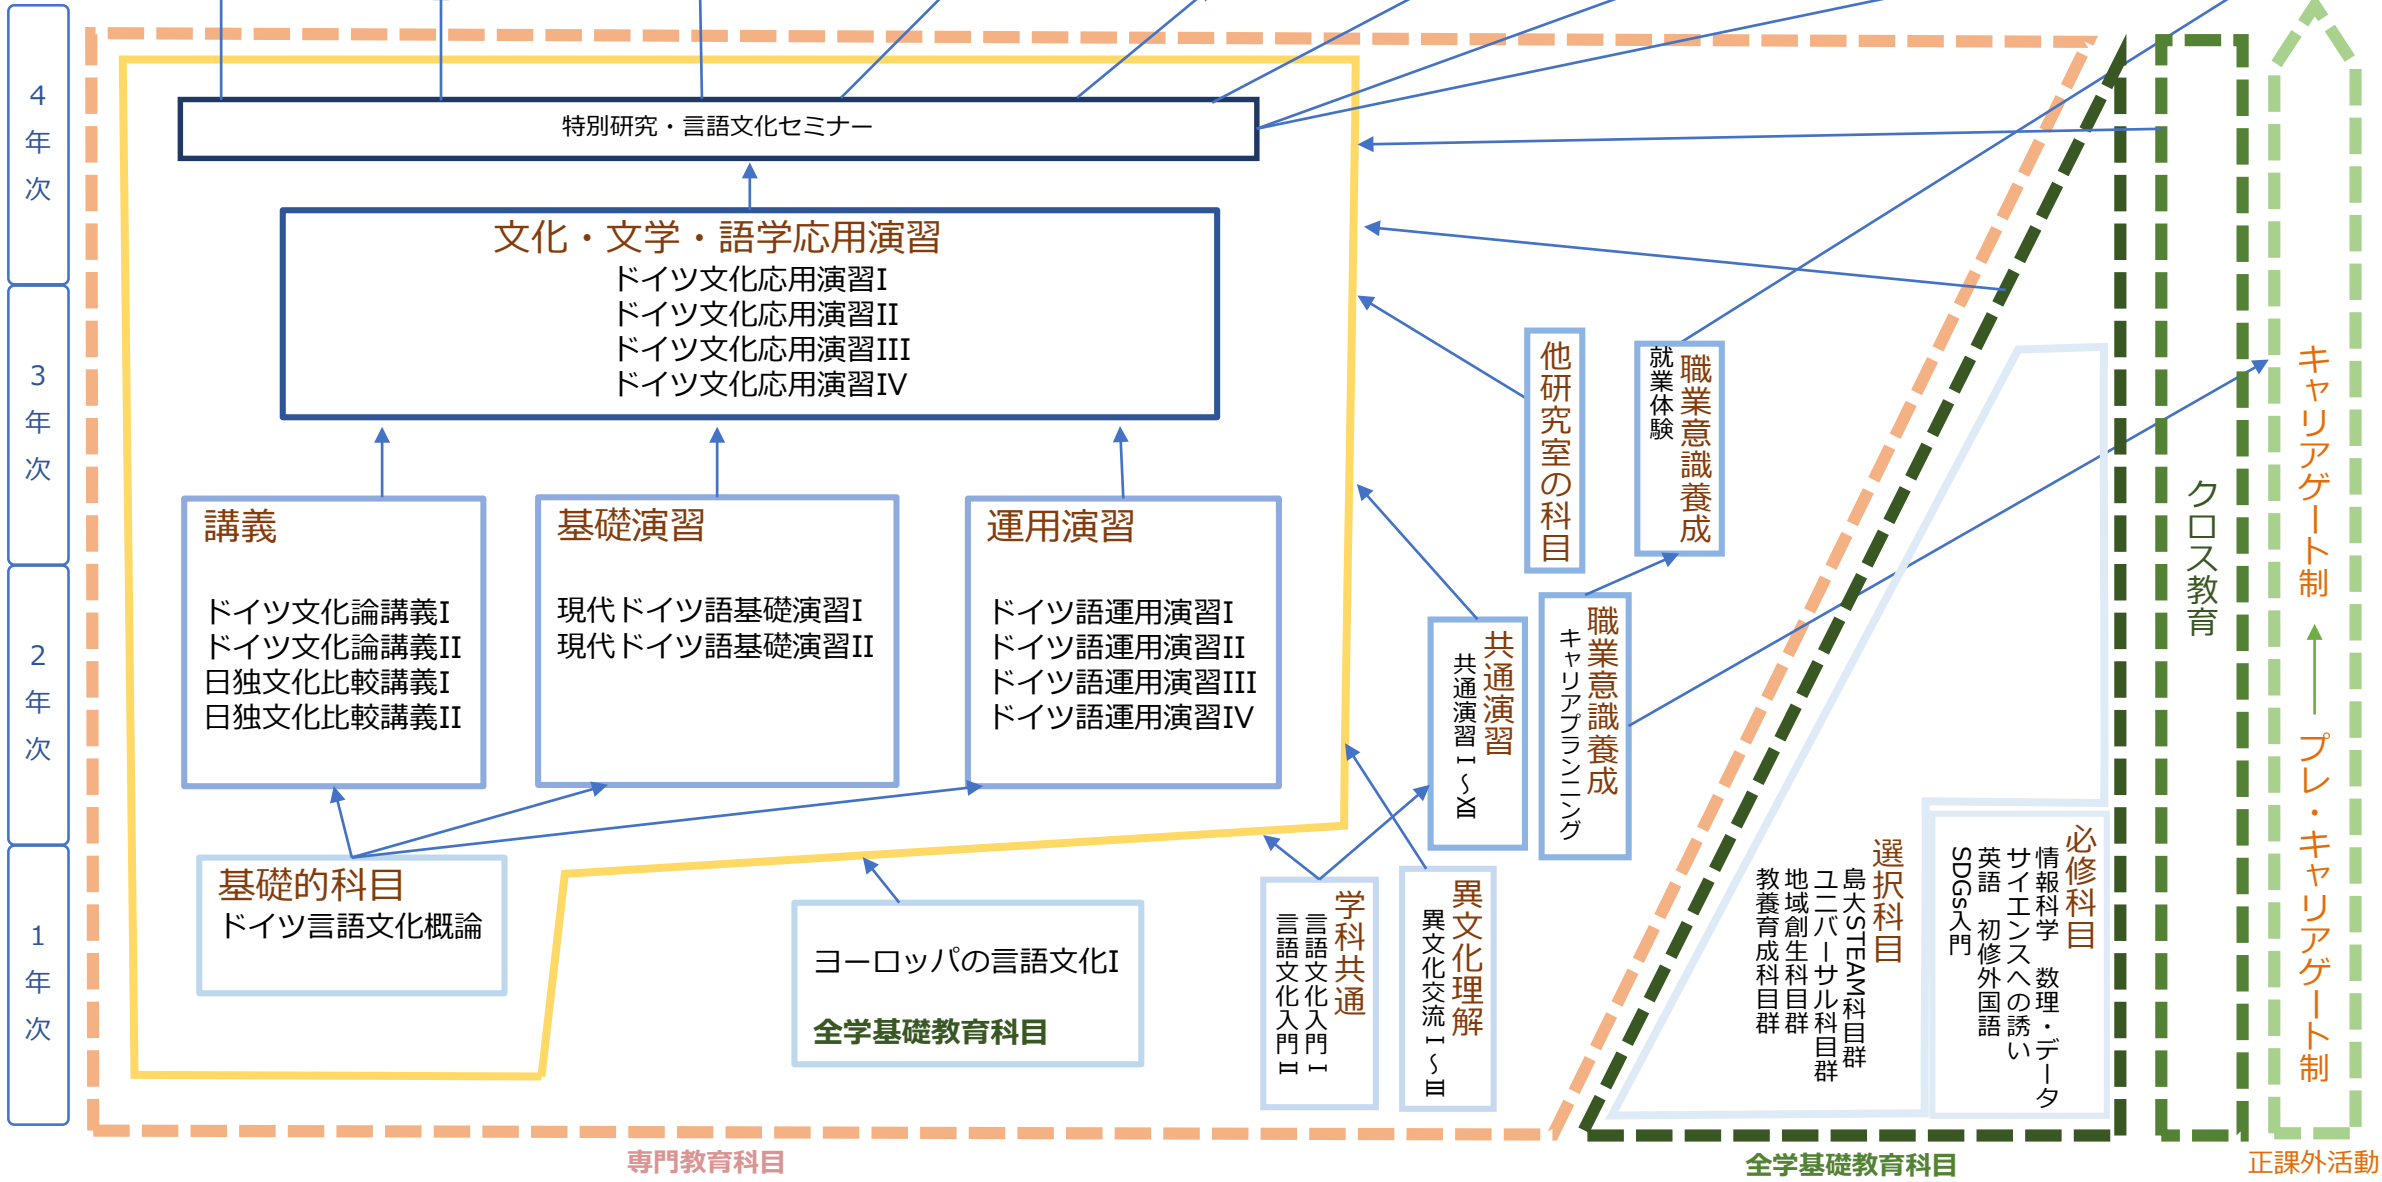 4年次
3年次
2年次
1年次
特別研究・言語文化セミナー
文化・文学・語学応用演習
ドイツ文化応用演習I
ドイツ文化応用演習II
ドイツ文化応用演習III
ドイツ文化応用演習IV
講義
ドイツ文化論講義I
ドイツ文化論講義II
日独文化比較講義I
日独文化比較講義II
基礎演習
現代ドイツ語基礎演習I
現代ドイツ語基礎演習II
運用演習
ドイツ語運用演習I
ドイツ語運用演習II
ドイツ語運用演習III
ドイツ語運用演習IV
基礎的科目
ドイツ言語文化概論
ヨーロッパの言語文化I
全学基礎教育科目
学科共通
言語文化入門Ⅰ
言語文化入門Ⅱ
異文化理解
異文化交流Ⅰ～Ⅲ
共通演習
共通演習Ⅰ～Ⅻ
職業意識養成
キャリアプランニング
他研究室の科目
職業意識養成
就業体験
選択科目
島大STEAM科目群
ユニバーサル科目群
地域創生科目群
教養育成科目群
必修科目
情報科学　数理・データ
サイエンスへの誘い
英語　初修外国語
SDGs入門
クロス教育
キャリアゲート制
プレ・キャリアゲート制
専門教育科目
全学基礎教育科目
正課外活動